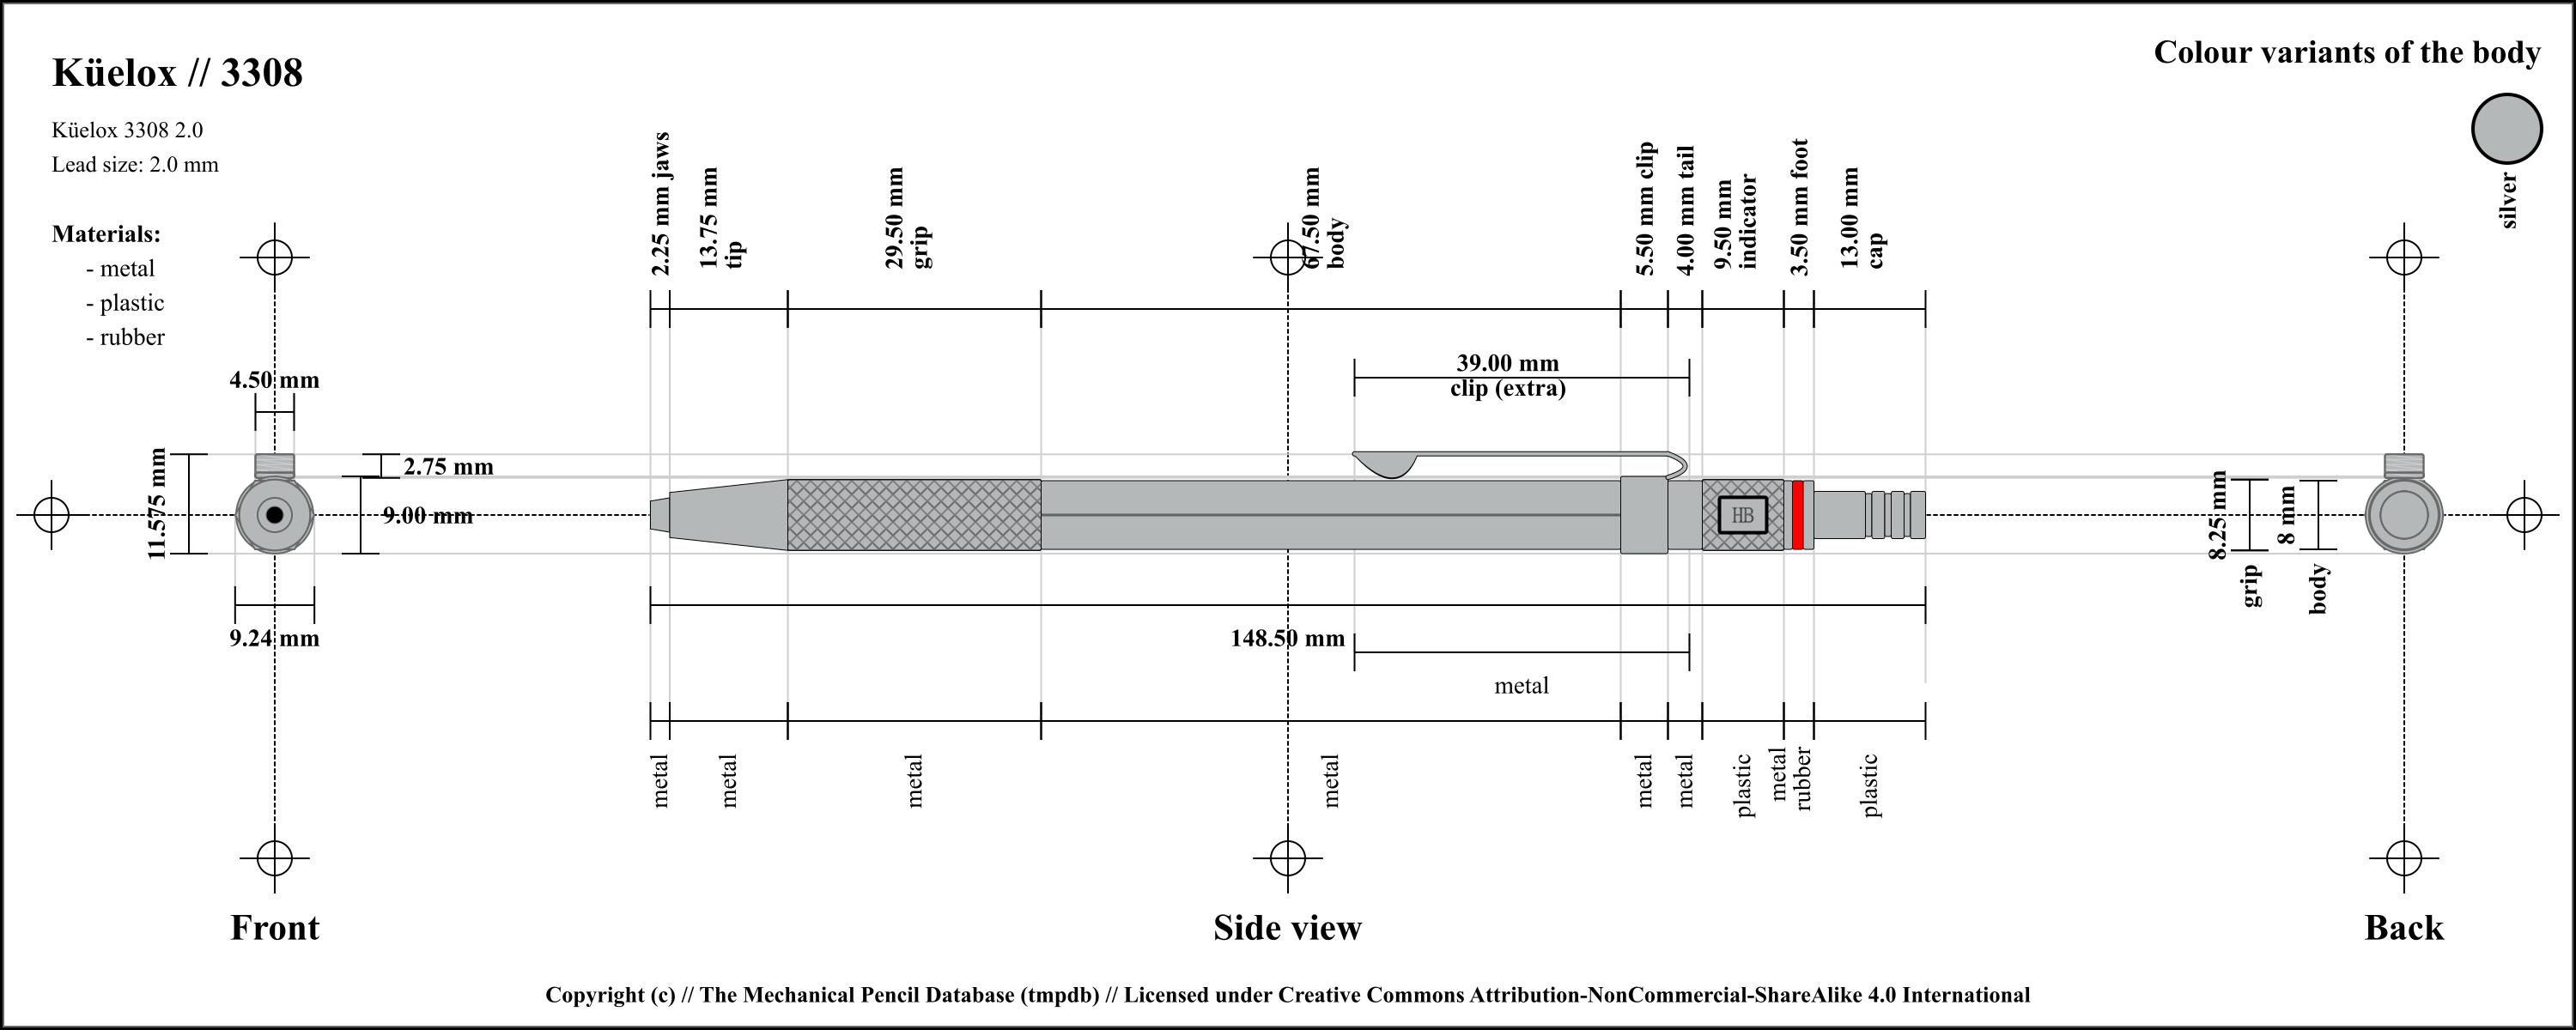 Küelox // 3308
Küelox 3308 2.0
Lead size: 2.0 mm
Materials:
- metal
- plastic
- rubber
Colour variants of the body
silver
2.25 mm jaws
13.75 mm
tip
29.50 mm
grip
67.50 mm
body
5.50 mm clip
4.00 mm tail
9.50 mm
indicator
3.50 mm foot
13.00 mm
cap
39.00 mm
clip (extra)
4.50 mm
11.575 mm
2.75 mm
9.00 mm
9.24 mm
HB
8.25 mm
grip
8 mm
body
148.50 mm
metal
metal
metal
metal
metal
metal
metal
plastic
metal
rubber
plastic
Front
Side view
Back
Copyright (c) // The Mechanical Pencil Database (tmpdb) // Licensed under Creative Commons Attribution-NonCommercial-ShareAlike 4.0 International